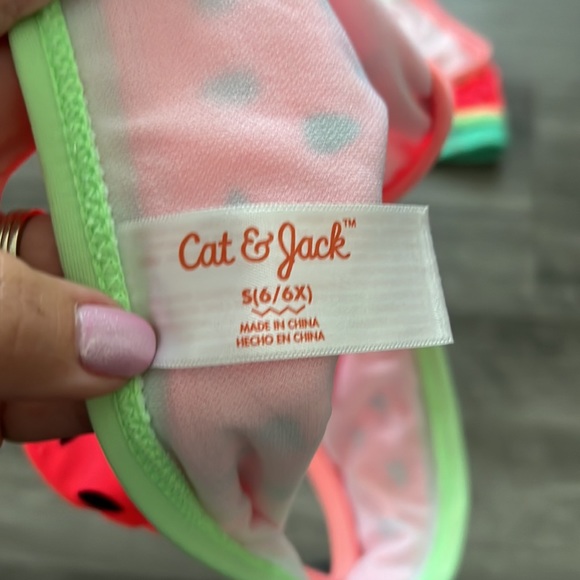 Cat & Jack™
S(6/6X)
MADE IN CHINA
HECHO EN CHINA